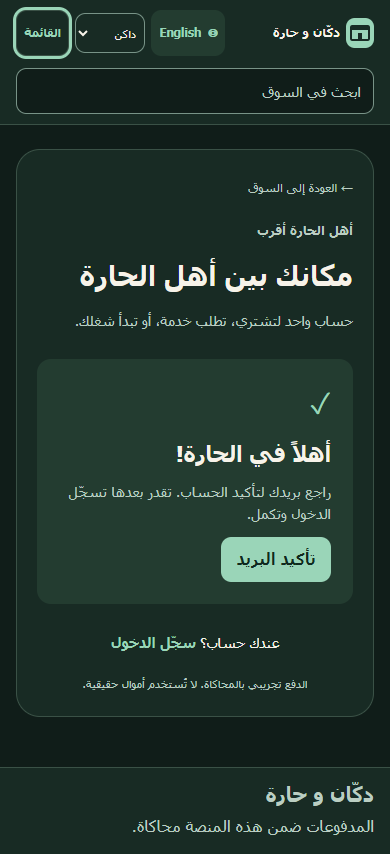 دكّان و حارة
English
داكن
القائمة
ابحث في السوق
← العودة إلى السوق
أهل الحارة أقرب
مكانك بين أهل الحارة
حساب واحد لتشتري، تطلب خدمة، أو تبدأ شغلك.
✓
أهلاً في الحارة!
راجع بريدك لتأكيد الحساب. تقدر بعدها تسجّل
الدخول وتكمل.
تأكيد البريد
عندك حساب؟ سجّل الدخول
الدفع تجريبي بالمحاكاة. لا تُستخدم أموال حقيقية.
دكّان و حارة
المدفوعات ضمن هذه المنصة محاكاة.